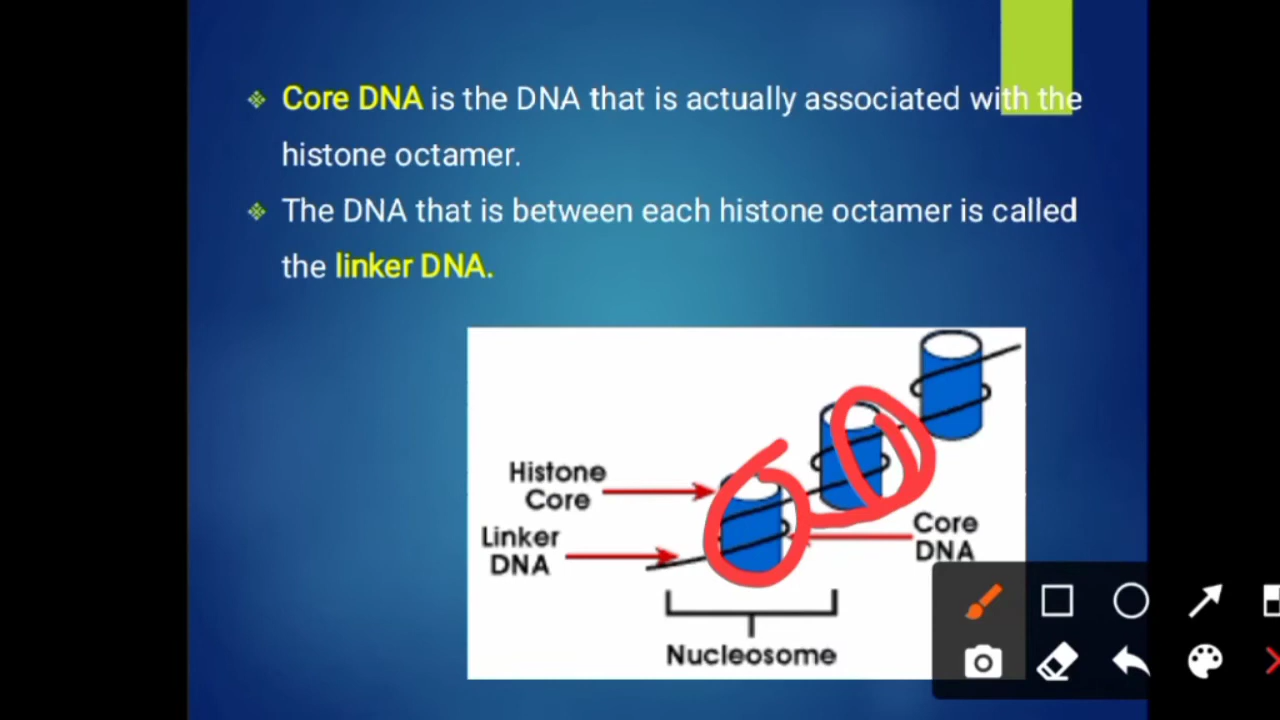 Core DNA is the DNA that is actually associated with the
histone octamer.
The DNA that is between each histone octamer is called
the linker DNA.
Histone
Core
Linker
DNA
Core
DNA
Nucleosome